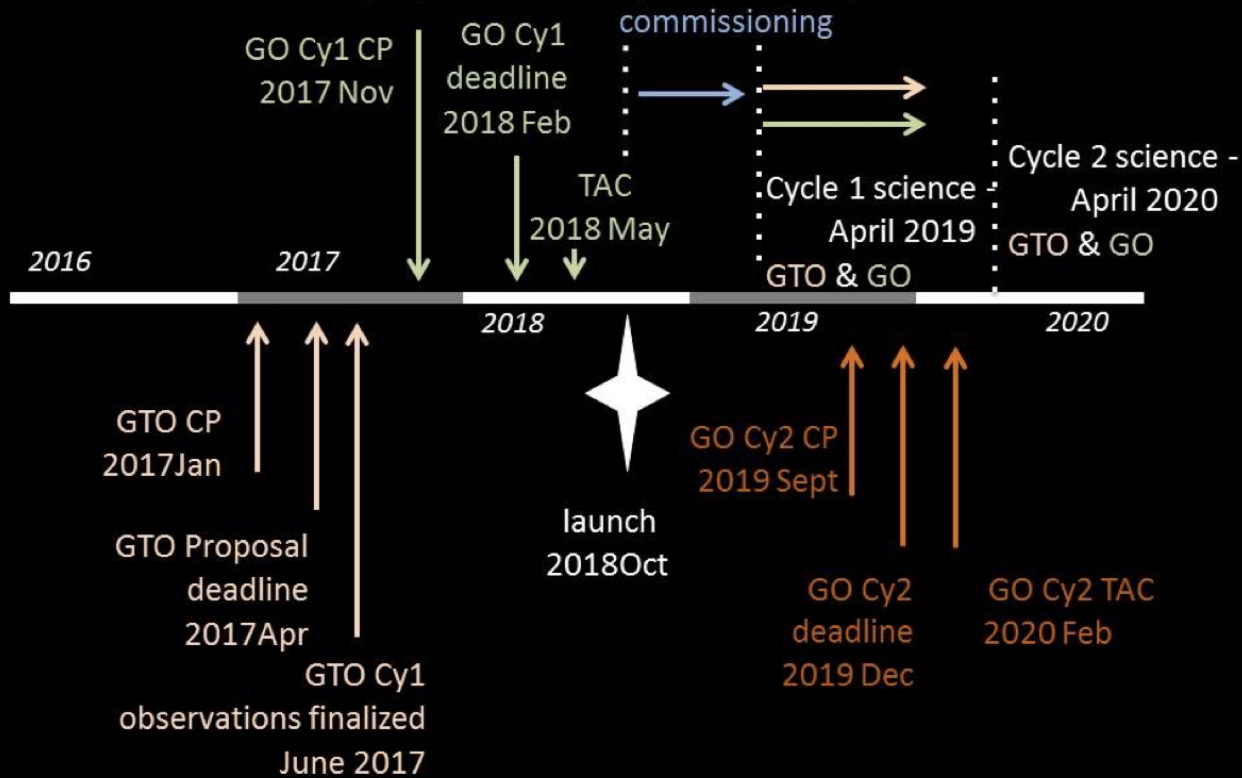 commissioning
GO Cy1 CP
2017 Nov
GO Cy1
deadline
2018 Feb
TAC
2018 May
Cycle 1 science -
April 2019
GTO & GO
Cycle 2 science -
April 2020
GTO & GO
2016
2017
2018
2019
2020
GTO CP
2017Jan
GTO Proposal
deadline
2017Apr
GTO Cy1
observations finalized
June 2017
launch
2018Oct
GO Cy2 CP
2019 Sept
GO Cy2
deadline
2019 Dec
GO Cy2 TAC
2020 Feb